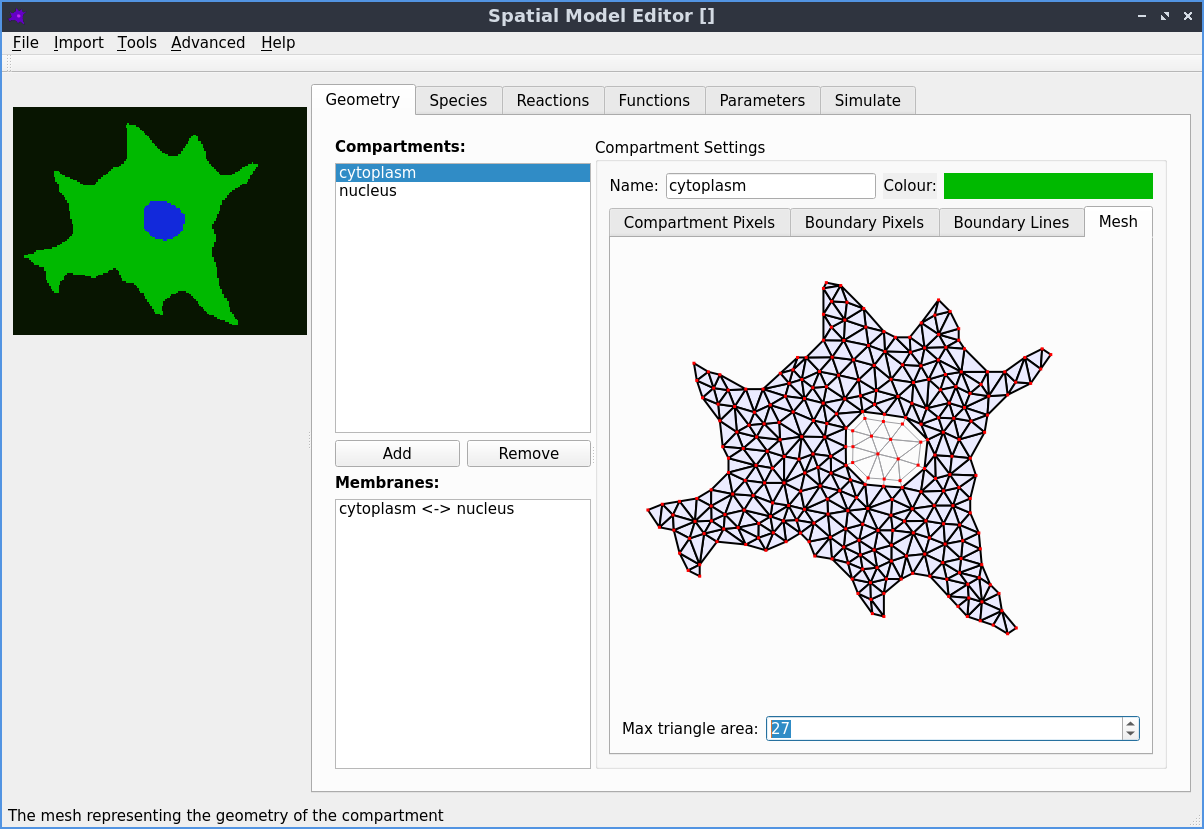 Spatial Model Editor []
File Import Tools Advanced Help
Geometry Species Reactions Functions Parameters Simulate
Compartments:
cytoplasm
nucleus
Add Remove
Membranes:
cytoplasm <-> nucleus
Compartment Settings
Name: cytoplasm Colour:
Compartment Pixels Boundary Pixels Boundary Lines Mesh
Max triangle area: 27
The mesh representing the geometry of the compartment